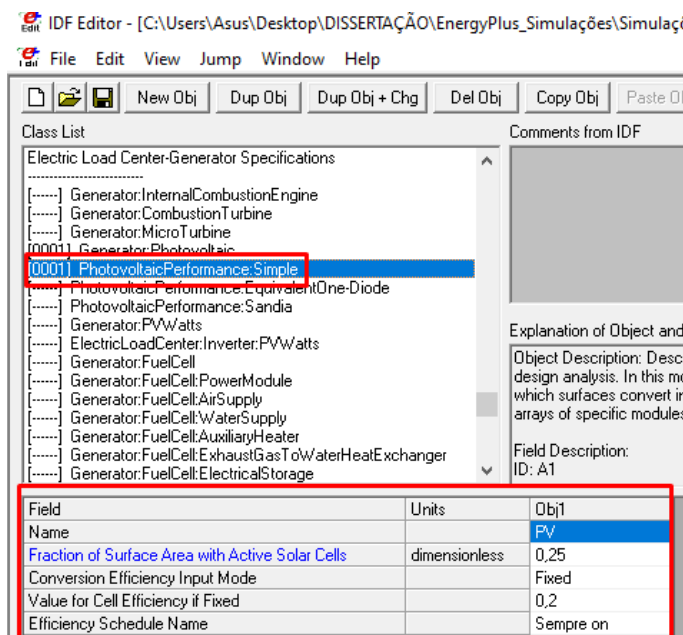 IDF Editor - [C:\Users\Asus\Desktop\DISSERTAÇÃO\EnergyPlus_Simulações\Simulaç
File Edit View Jump Window Help
New Obj Dup Obj Dup Obj + Chg Del Obj Copy Obj Paste O
Class List Comments from IDF
Electric Load Center-Generator Specifications
--------------------------
[------] Generator:InternalCombustionEngine
[------] Generator:CombustionTurbine
[------] Generator:MicroTurbine
[0001] Generator:Photovoltaic
[0001] PhotovoltaicPerformance:Simple
[------] PhotovoltaicPerformance:EquivalentOne-Diode
[------] PhotovoltaicPerformance:Sandia
[------] Generator:PVWatts
[------] ElectricLoadCenter:Inverter:PVWatts
[------] Generator:FuelCell
[------] Generator:FuelCell:PowerModule
[------] Generator:FuelCell:AirSupply
[------] Generator:FuelCell:WaterSupply
[------] Generator:FuelCell:AuxiliaryHeater
[------] Generator:FuelCell:ExhaustGasToWaterHeatExchanger
[------] Generator:FuelCell:ElectricalStorage
Explanation of Object and
Object Description: Desc
design analysis. In this mo
which surfaces convert in
arrays of specific modules
Field Description:
ID: A1
Field Units Obj1
Name PV
Fraction of Surface Area with Active Solar Cells dimensionless 0,25
Conversion Efficiency Input Mode Fixed
Value for Cell Efficiency if Fixed 0,2
Efficiency Schedule Name Sempre on